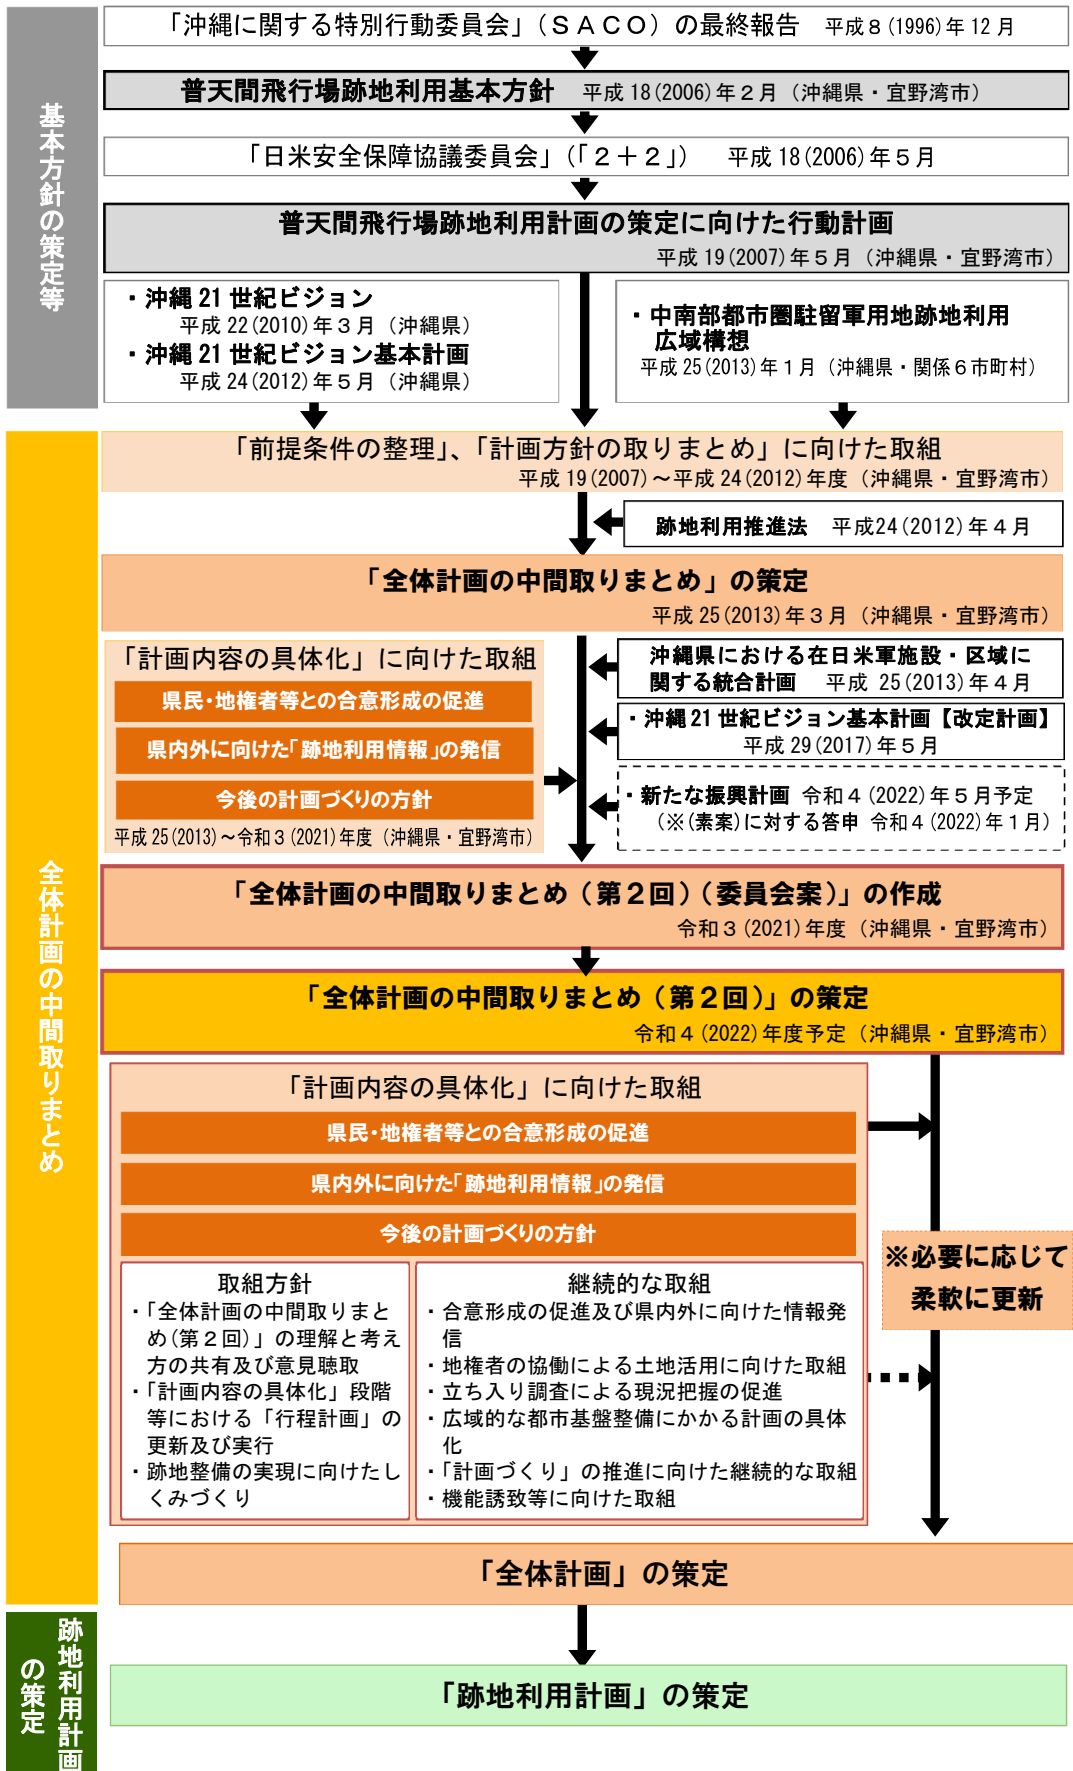 基本方針の策定等
「沖縄に関する特別行動委員会」（ＳＡＣＯ）の最終報告　平成８(1996)年12月
普天間飛行場跡地利用基本方針　平成18(2006)年２月（沖縄県・宜野湾市）
「日米安全保障協議委員会」（「２＋２」）　平成18(2006)年５月
普天間飛行場跡地利用計画の策定に向けた行動計画
平成19(2007)年５月（沖縄県・宜野湾市）
・沖縄21世紀ビジョン
平成22(2010)年３月（沖縄県）
・沖縄21世紀ビジョン基本計画
平成24(2012)年５月（沖縄県）
・中南部都市圏駐留軍用地跡地利用
広域構想
平成25(2013)年１月（沖縄県・関係６市町村）
全体計画の中間取りまとめ
「前提条件の整理」、「計画方針の取りまとめ」に向けた取組
平成19(2007)～平成24(2012)年度（沖縄県・宜野湾市）
跡地利用推進法　平成24(2012)年４月
「全体計画の中間取りまとめ」の策定
平成25(2013)年３月（沖縄県・宜野湾市）
「計画内容の具体化」に向けた取組
県民・地権者等との合意形成の促進
県内外に向けた「跡地利用情報」の発信
今後の計画づくりの方針
平成25(2013)～令和３(2021)年度（沖縄県・宜野湾市）
沖縄県における在日米軍施設・区域に
関する統合計画　平成 25(2013)年４月
・沖縄21世紀ビジョン基本計画【改定計画】
平成29(2017)年５月
・新たな振興計画 令和４(2022)年５月予定
（※(素案)に対する答申 令和４(2022)年１月）
「全体計画の中間取りまとめ（第２回）（委員会案）」の作成
令和３(2021)年度（沖縄県・宜野湾市）
「全体計画の中間取りまとめ（第２回）」の策定
令和４(2022)年度予定（沖縄県・宜野湾市）
「計画内容の具体化」に向けた取組
県民・地権者等との合意形成の促進
県内外に向けた「跡地利用情報」の発信
今後の計画づくりの方針
取組方針
・「全体計画の中間取りまと
め(第２回)」の理解と考え
方の共有及び意見聴取
・「計画内容の具体化」段階
等における「行程計画」の
更新及び実行
・跡地整備の実現に向けたし
くみづくり
継続的な取組
・合意形成の促進及び県内外に向けた情報発
信
・地権者の協働による土地活用に向けた取組
・立ち入り調査による現況把握の促進
・広域的な都市基盤整備にかかる計画の具体
化
・「計画づくり」の推進に向けた継続的な取組
・機能誘致等に向けた取組
※必要に応じて
柔軟に更新
「全体計画」の策定
跡地利用計画
の策定
「跡地利用計画」の策定